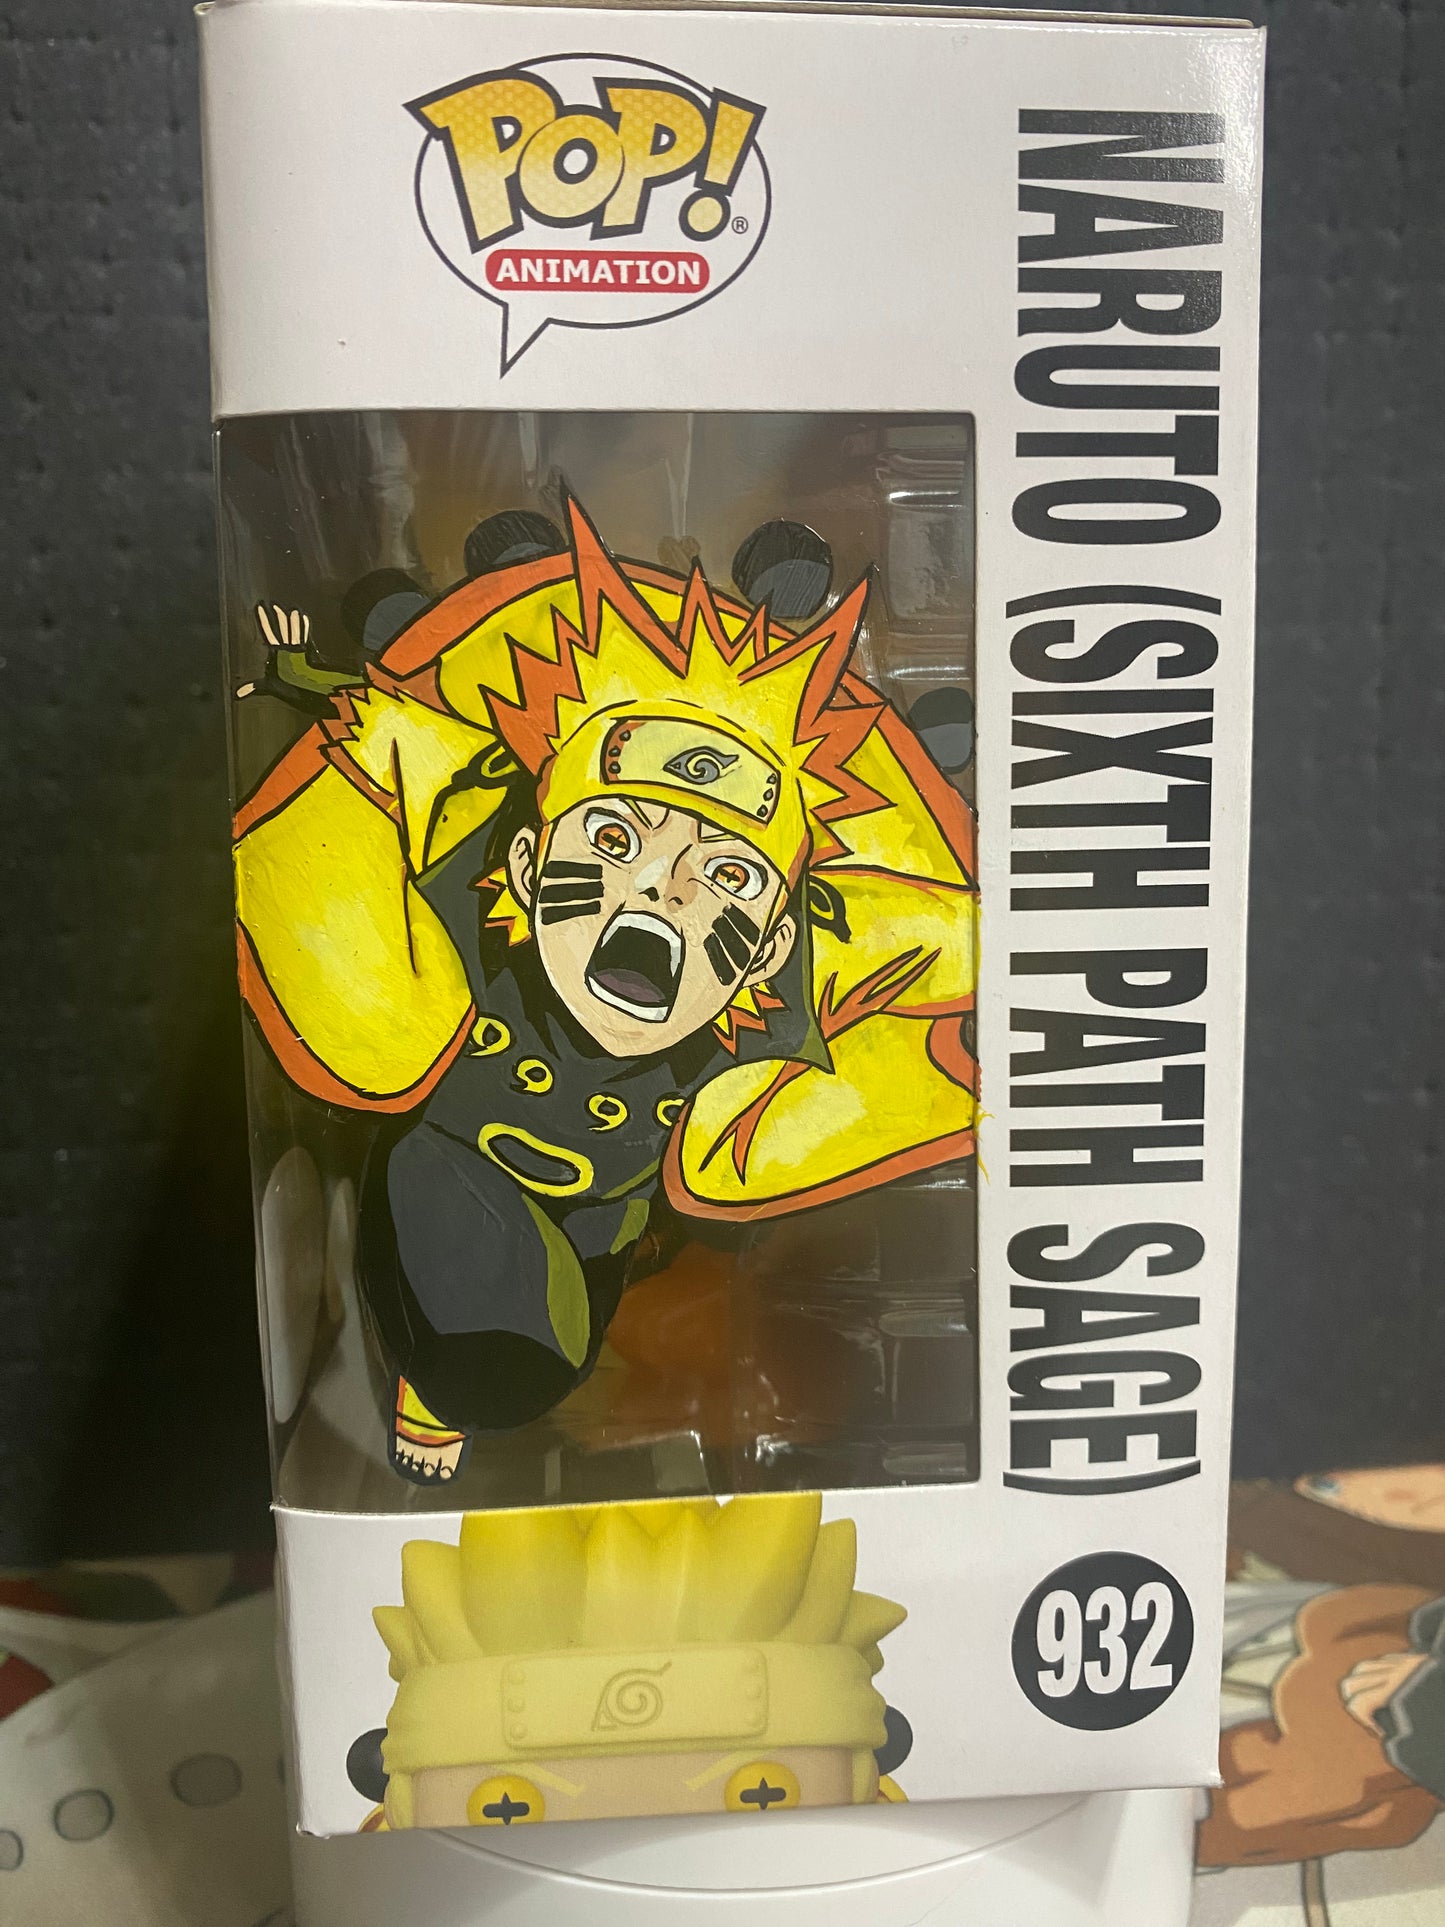 POP!®
ANIMATION
NARUTO (SIXTH PATH SAGE)
932